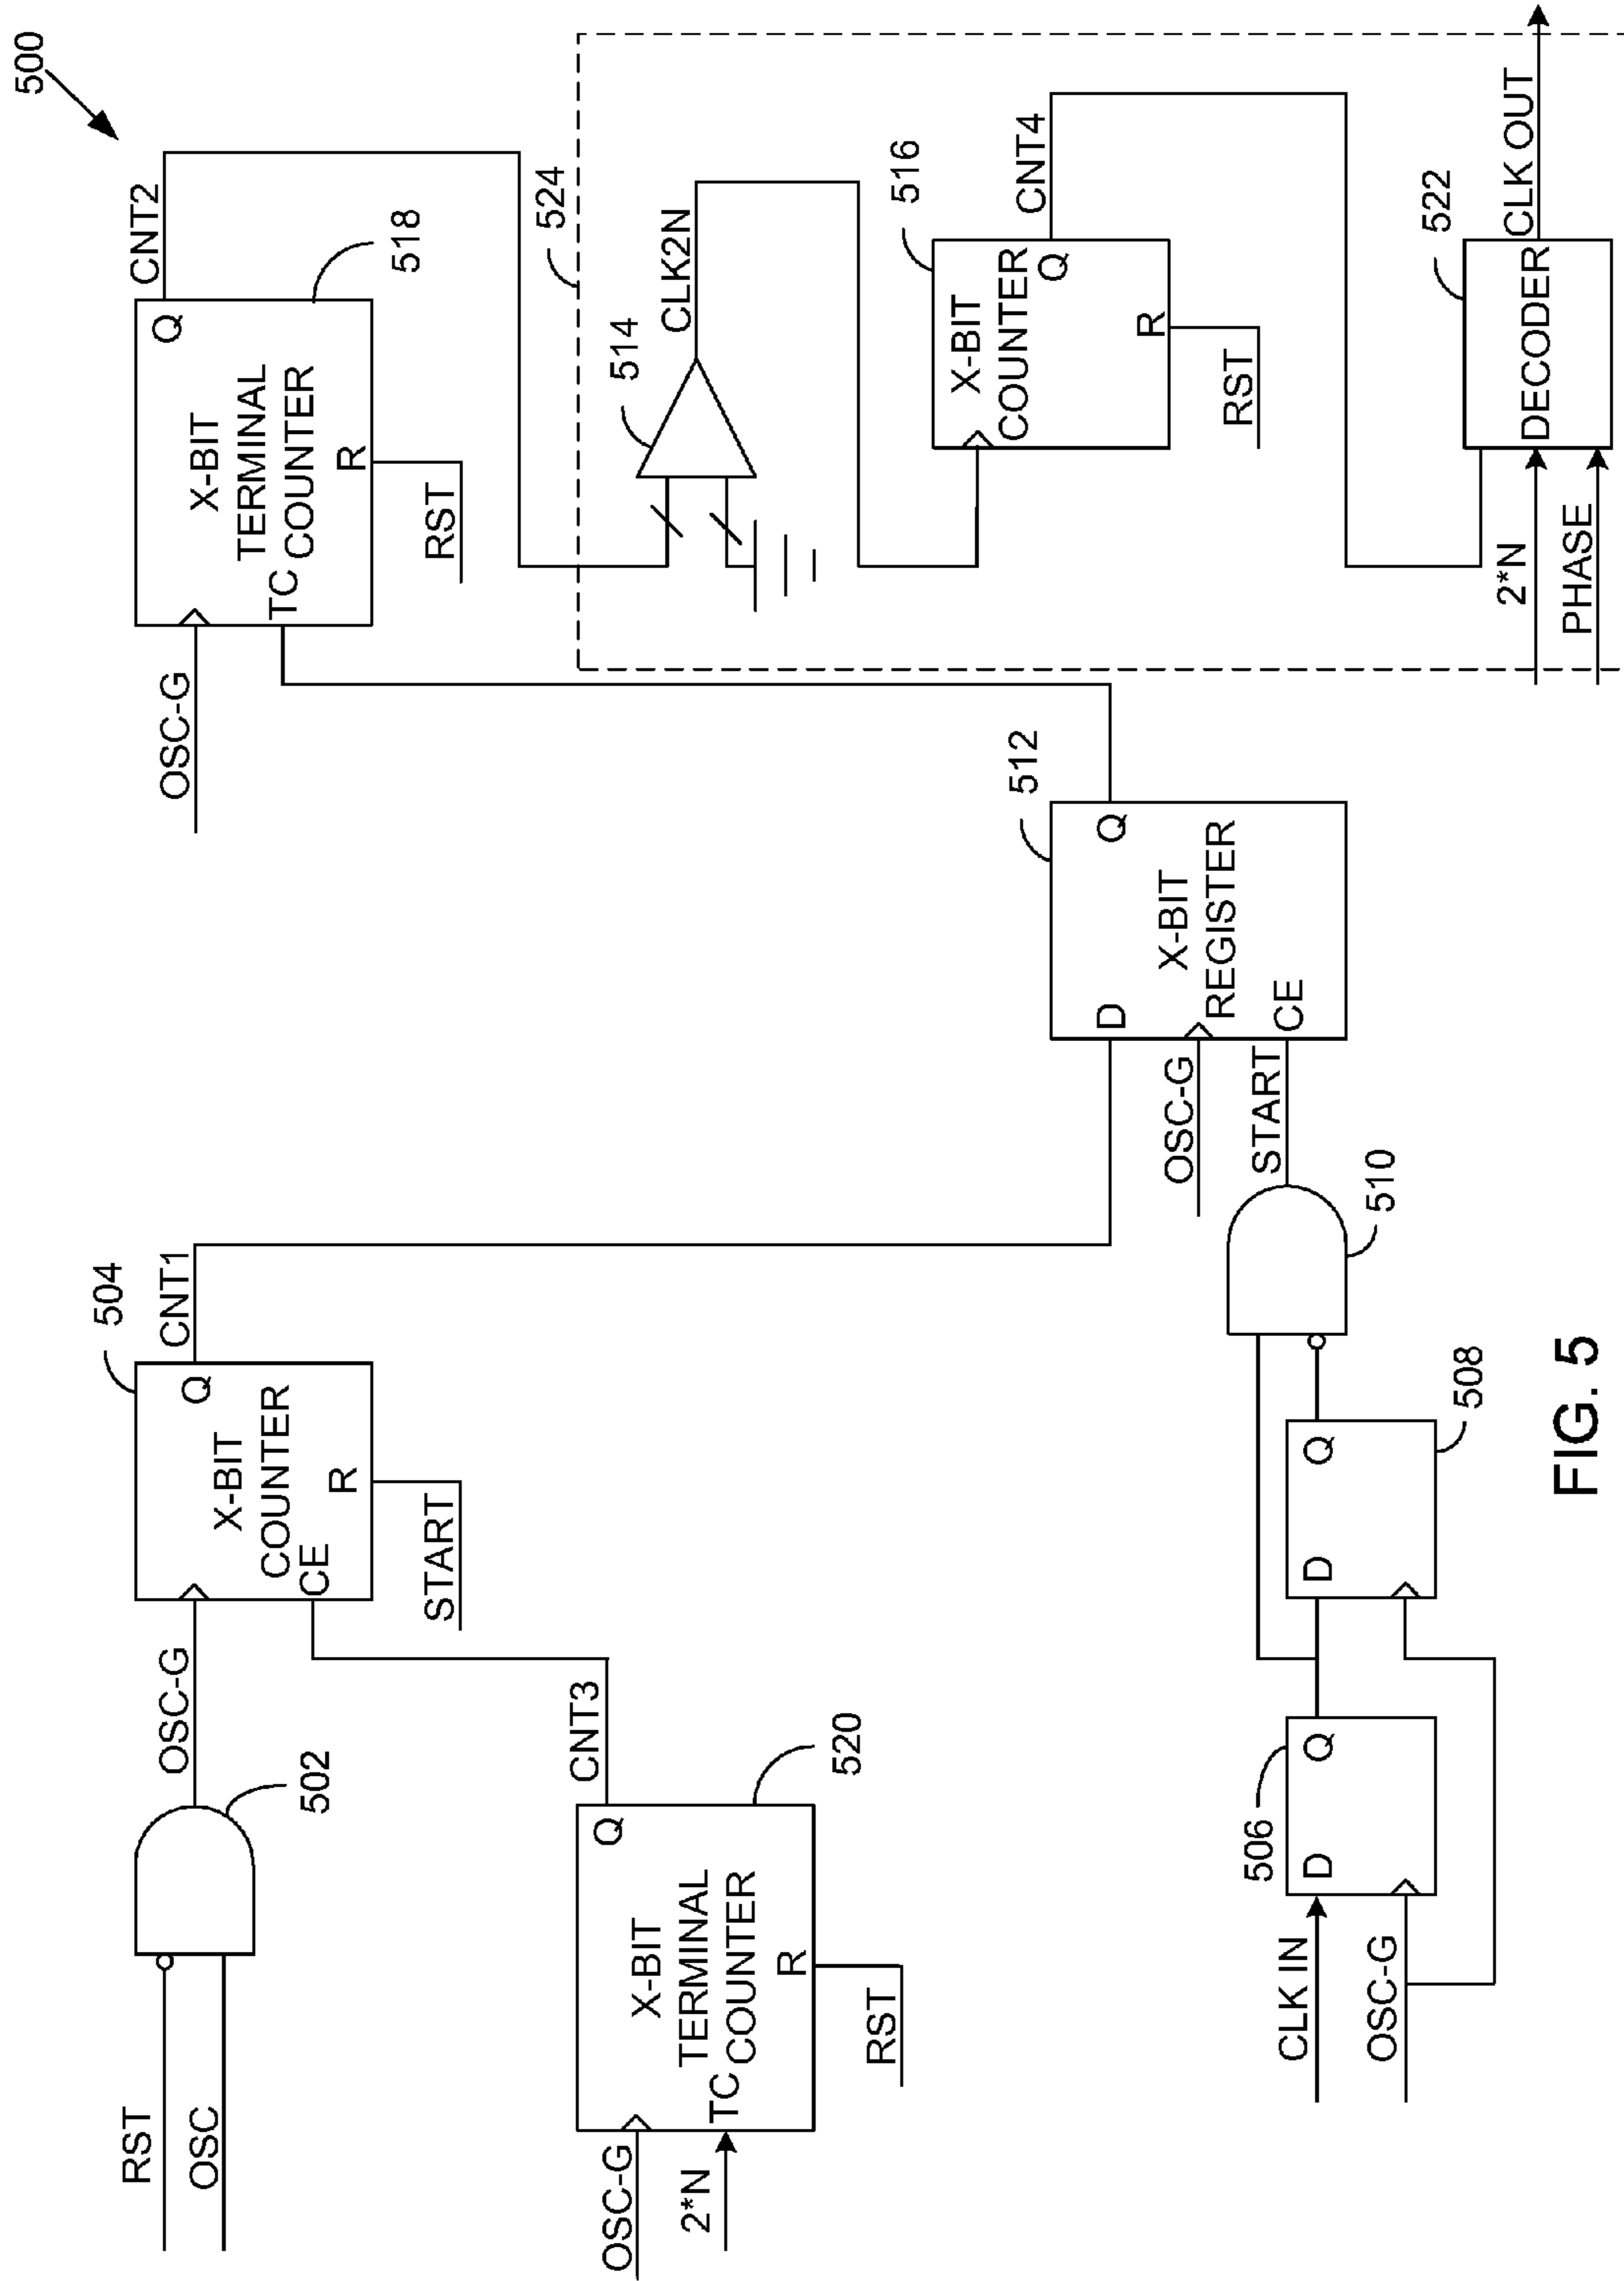 500
RST
OSC
502
OSC-G
504
X-BIT
COUNTER
CE
Q
R
START
CNT1
OSC-G
X-BIT
TERMINAL
COUNTER
TC
Q
R
RST
518
CNT2
OSC-G
2*N
X-BIT
TERMINAL
COUNTER
TC
Q
R
RST
520
CNT3
524
514
CLK2N
516
X-BIT
COUNTER
Q
R
RST
CNT4
512
D
Q
X-BIT
REGISTER
CE
OSC-G
START
510
CLK IN
OSC-G
506
D
Q
D
Q
508
2*N
PHASE
DECODER
522
CLK OUT
FIG. 5